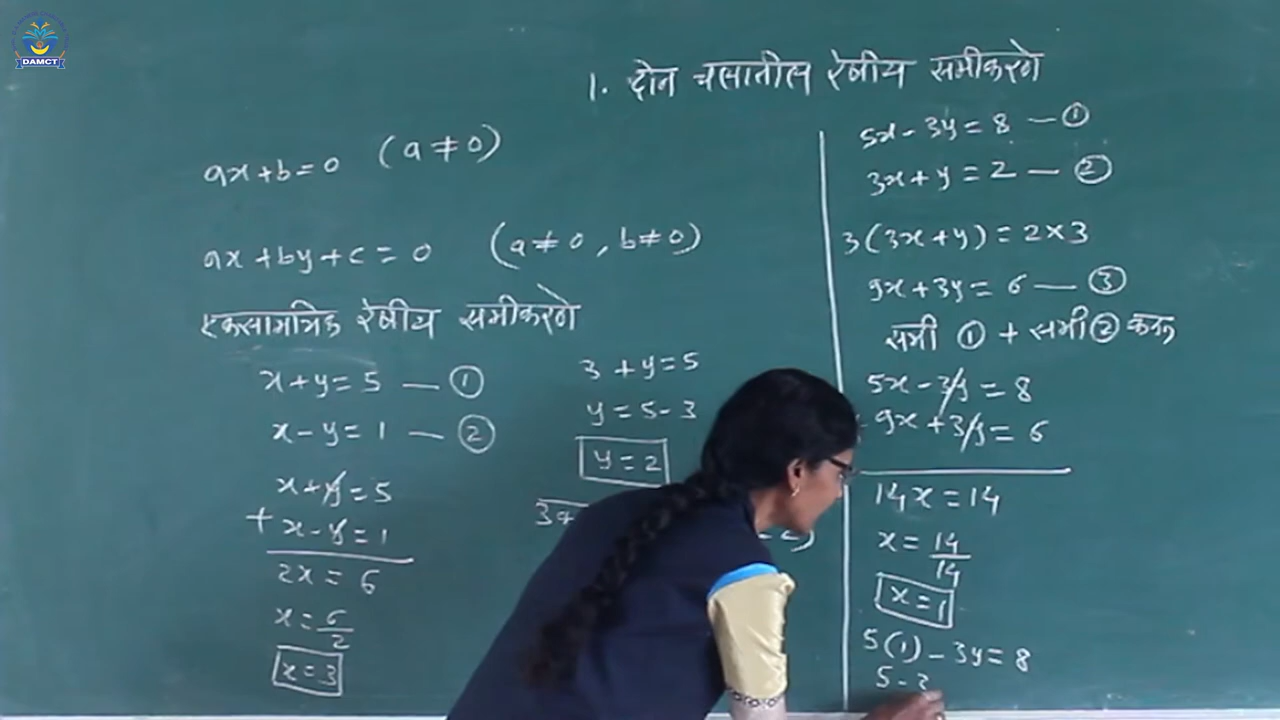 DAMCT
1. दोन चलातील रेषीय समीकरणे
ax + b = 0 (a ≠ 0)
ax + by + c = 0 (a ≠ 0, b ≠ 0)
एकसामयिक रेषीय समीकरणे
x + y = 5 — ①
x - y = 1 — ②
x + y = 5
+ x - y = 1
2x = 6
x = 6/2
x = 3
3 + y = 5
y = 5 - 3
y = 2
5x - 3y = 8 — ①
3x + y = 2 — ②
3(3x + y) = 2 × 3
9x + 3y = 6 — ③
समी ① + समी ② करून
5x - 3y = 8
9x + 3y = 6
14x = 14
x = 14/14
x = 1
5(1) - 3y = 8
5 - 3